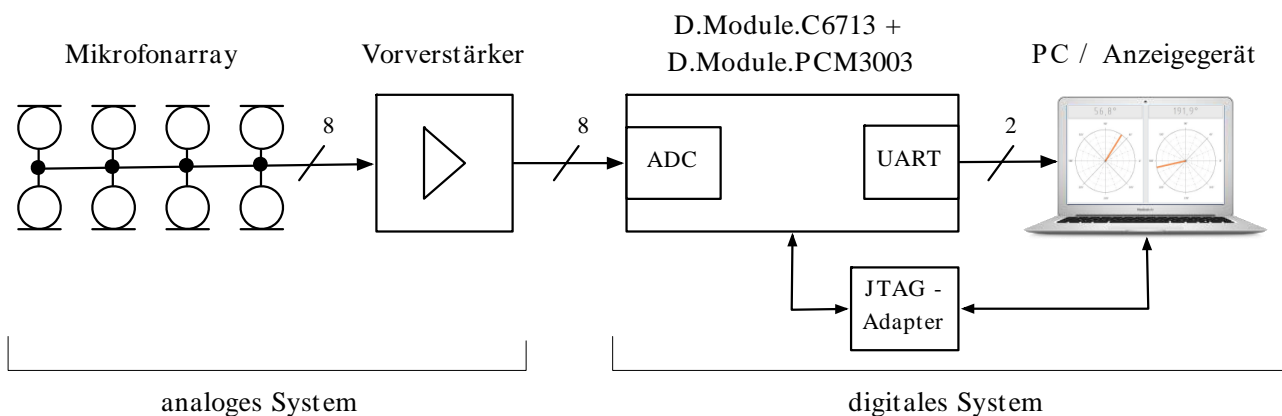 D.Module.C6713 +
Mikrofonarray
Vorverstärker
D.Module.PCM3003
PC / Anzeigegerät
8
8
2
56,8°
191,9°
ADC
UART
JTAG -
Adapter
analoges System
digitales System